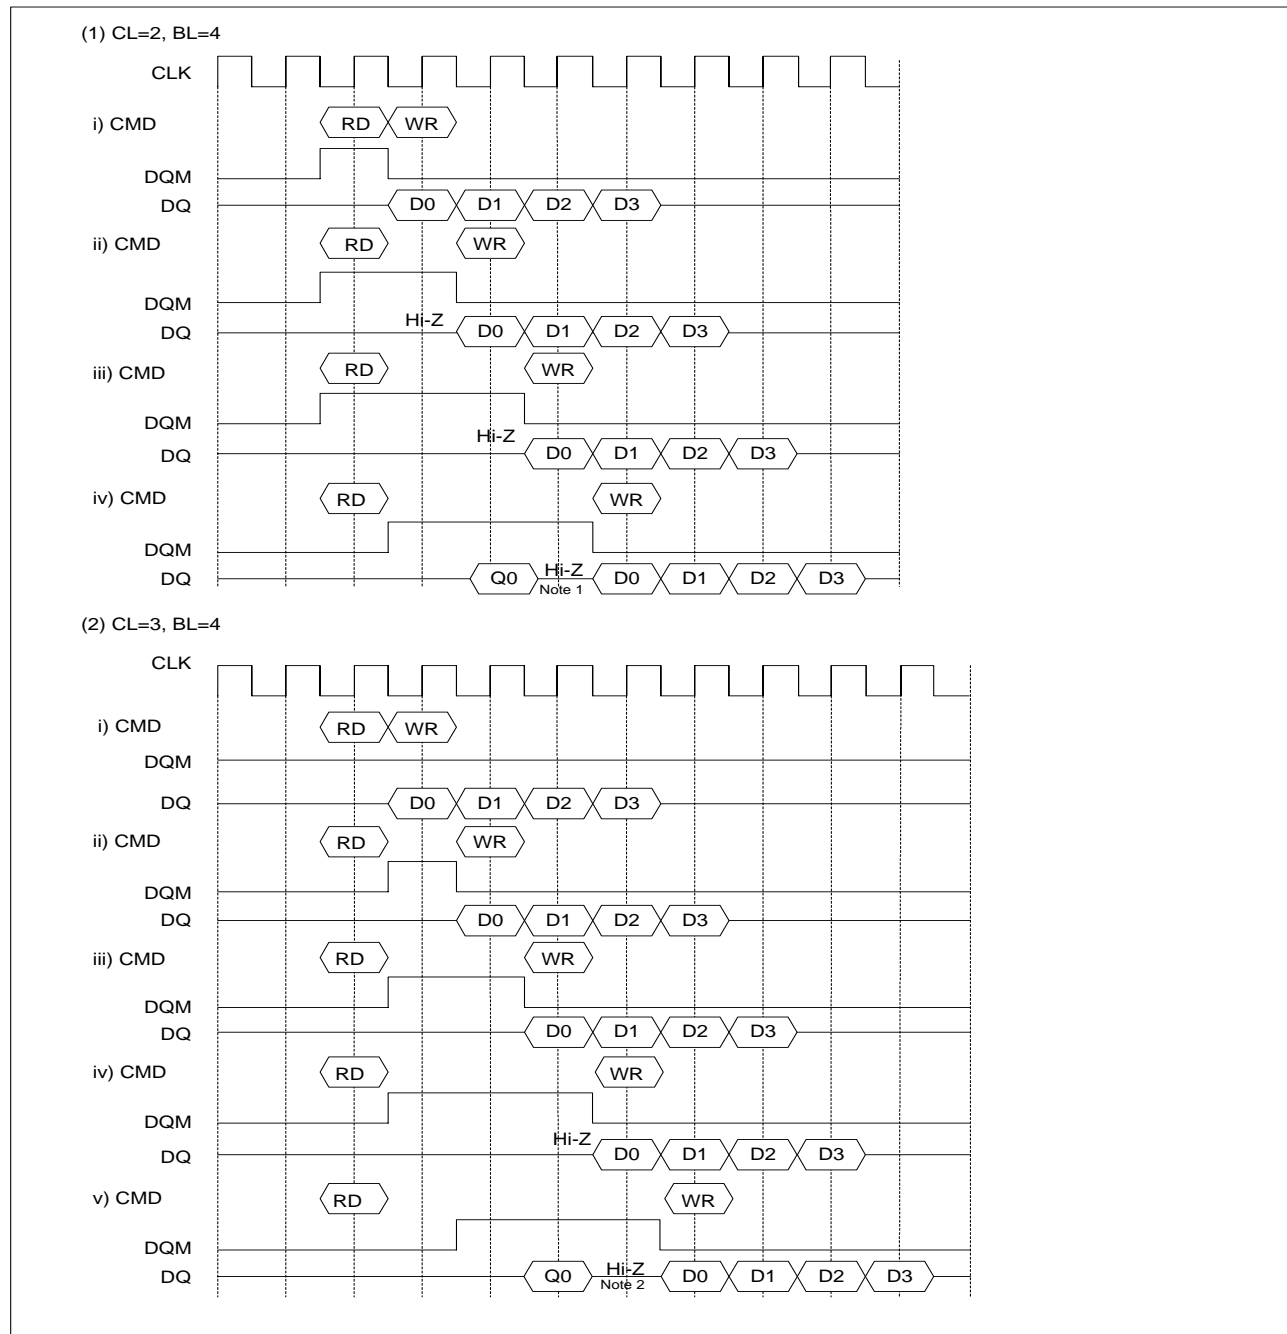 (1) CL=2, BL=4
CLK
i) CMD RD WR
DQM
DQ D0 D1 D2 D3
ii) CMD RD WR
DQM
Hi-Z
DQ D0 D1 D2 D3
iii) CMD RD WR
DQM
Hi-Z
DQ D0 D1 D2 D3
iv) CMD RD WR
DQM
DQ Q0 Hi-Z D0 D1 D2 D3
Note 1
(2) CL=3, BL=4
CLK
i) CMD RD WR
DQM
DQ D0 D1 D2 D3
ii) CMD RD WR
DQM
DQ D0 D1 D2 D3
iii) CMD RD WR
DQM
DQ D0 D1 D2 D3
iv) CMD RD WR
DQM
Hi-Z
DQ D0 D1 D2 D3
v) CMD RD WR
DQM
DQ Q0 Hi-Z D0 D1 D2 D3
Note 2